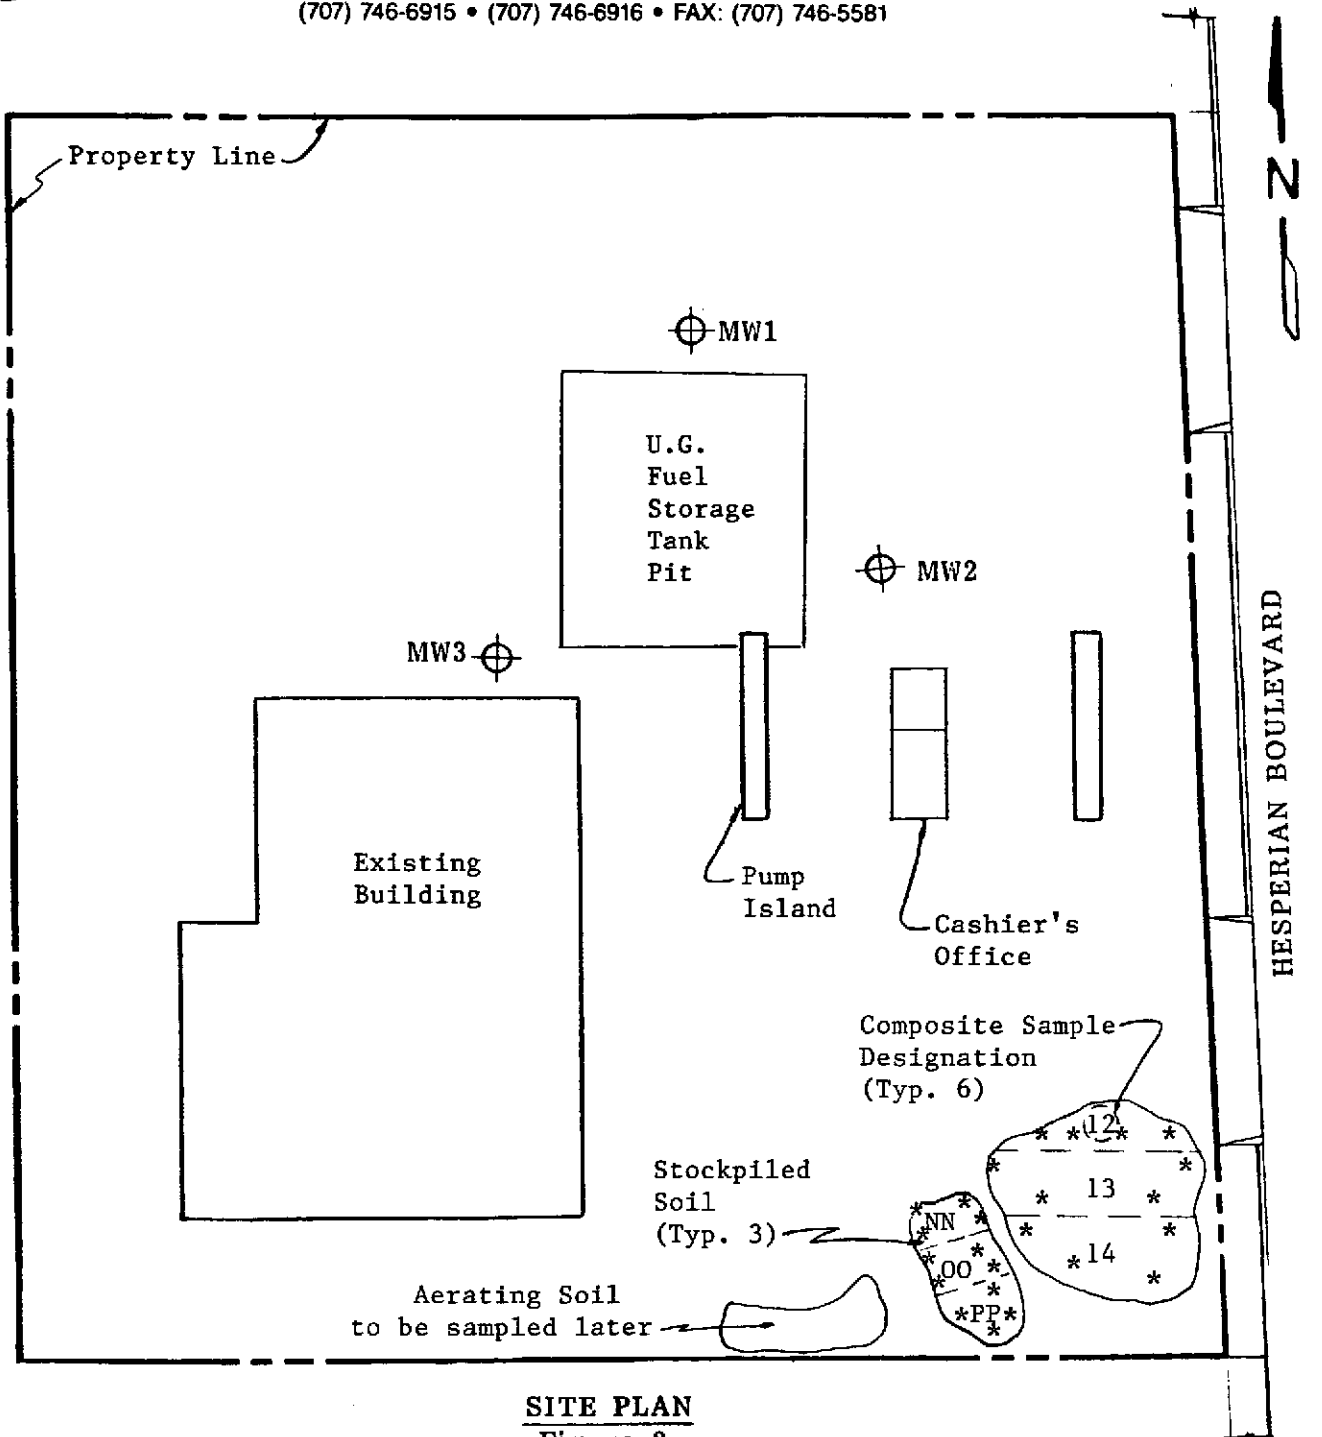 (707) 746-6915 • (707) 746-6916 • FAX: (707) 746-5581
N
Property Line
MW1
U.G.
Fuel
Storage
Tank
Pit
MW2
MW3
HESPERIAN BOULEVARD
Existing
Building
Pump
Island
Cashier's
Office
Composite Sample
Designation
(Typ. 6)
* *12* *
* *
* 13 *
Stockpiled
Soil
(Typ. 3)
* * *
*NN
* *
* 14 *
*
* *
*OO *
*
*PP*
*
Aerating Soil
to be sampled later
SITE PLAN